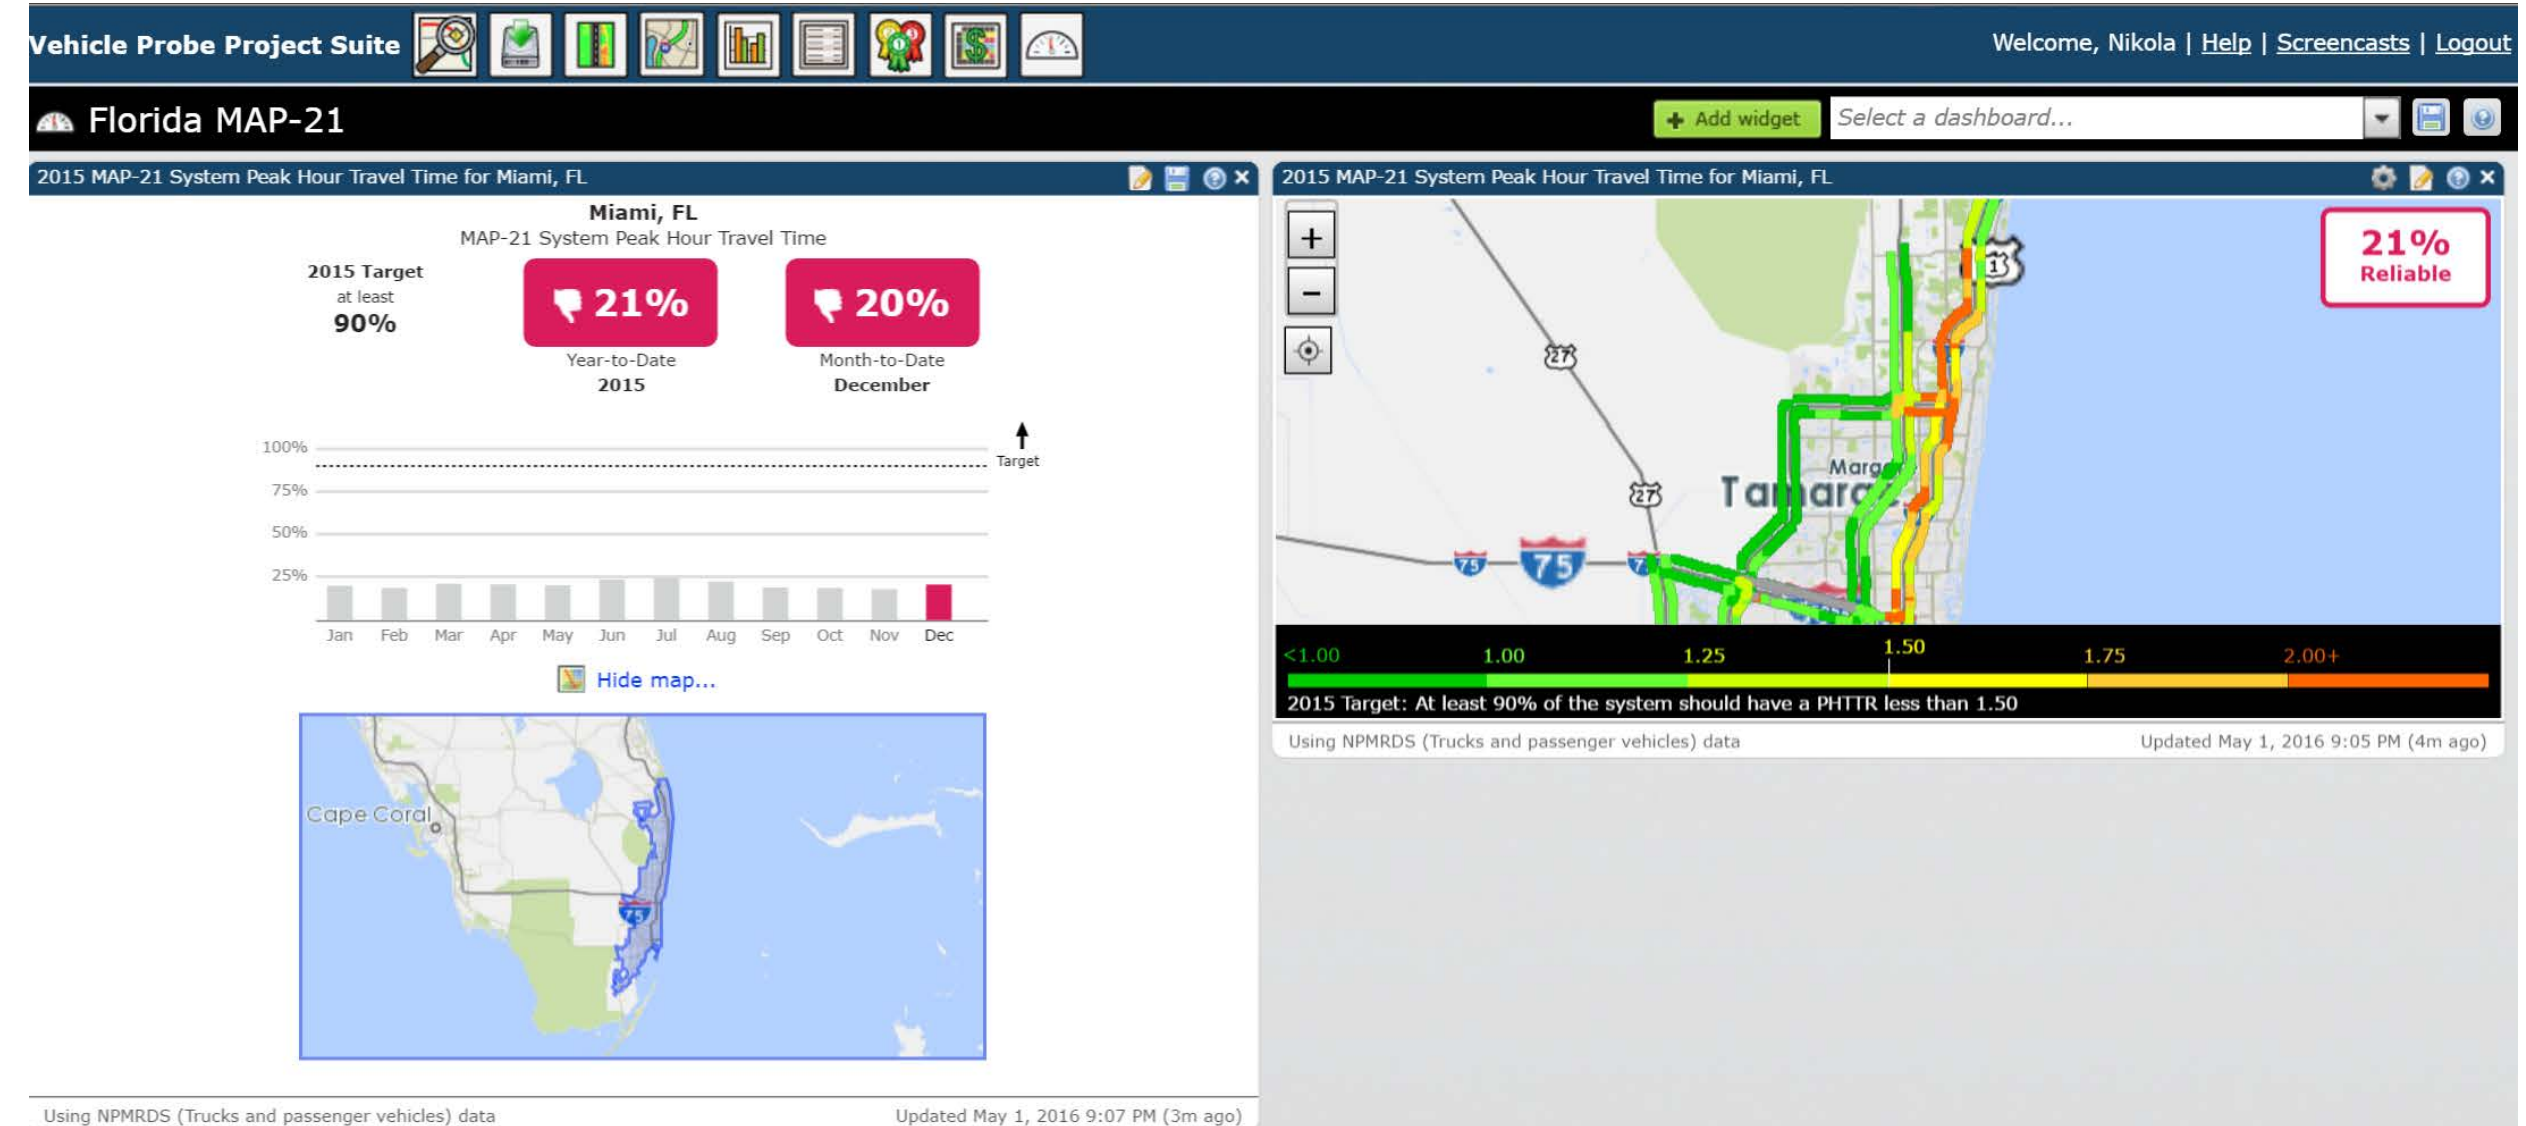 Vehicle Probe Project Suite
Welcome, Nikola | Help | Screencasts | Logout
Florida MAP-21
Add widget
Select a dashboard...
2015 MAP-21 System Peak Hour Travel Time for Miami, FL
Miami, FL
MAP-21 System Peak Hour Travel Time
2015 Target
at least
90%
21%
Year-to-Date
2015
20%
Month-to-Date
December
100%
Target
75%
50%
25%
Jan Feb Mar Apr May Jun Jul Aug Sep Oct Nov Dec
Hide map...
Cape Coral
75
Using NPMRDS (Trucks and passenger vehicles) data
Updated May 1, 2016 9:07 PM (3m ago)
2015 MAP-21 System Peak Hour Travel Time for Miami, FL
+
−
21%
Reliable
1
27
27
Tamarac
75
75
<1.00 1.00 1.25 1.50 1.75 2.00+
2015 Target: At least 90% of the system should have a PHTTR less than 1.50
Using NPMRDS (Trucks and passenger vehicles) data
Updated May 1, 2016 9:05 PM (4m ago)